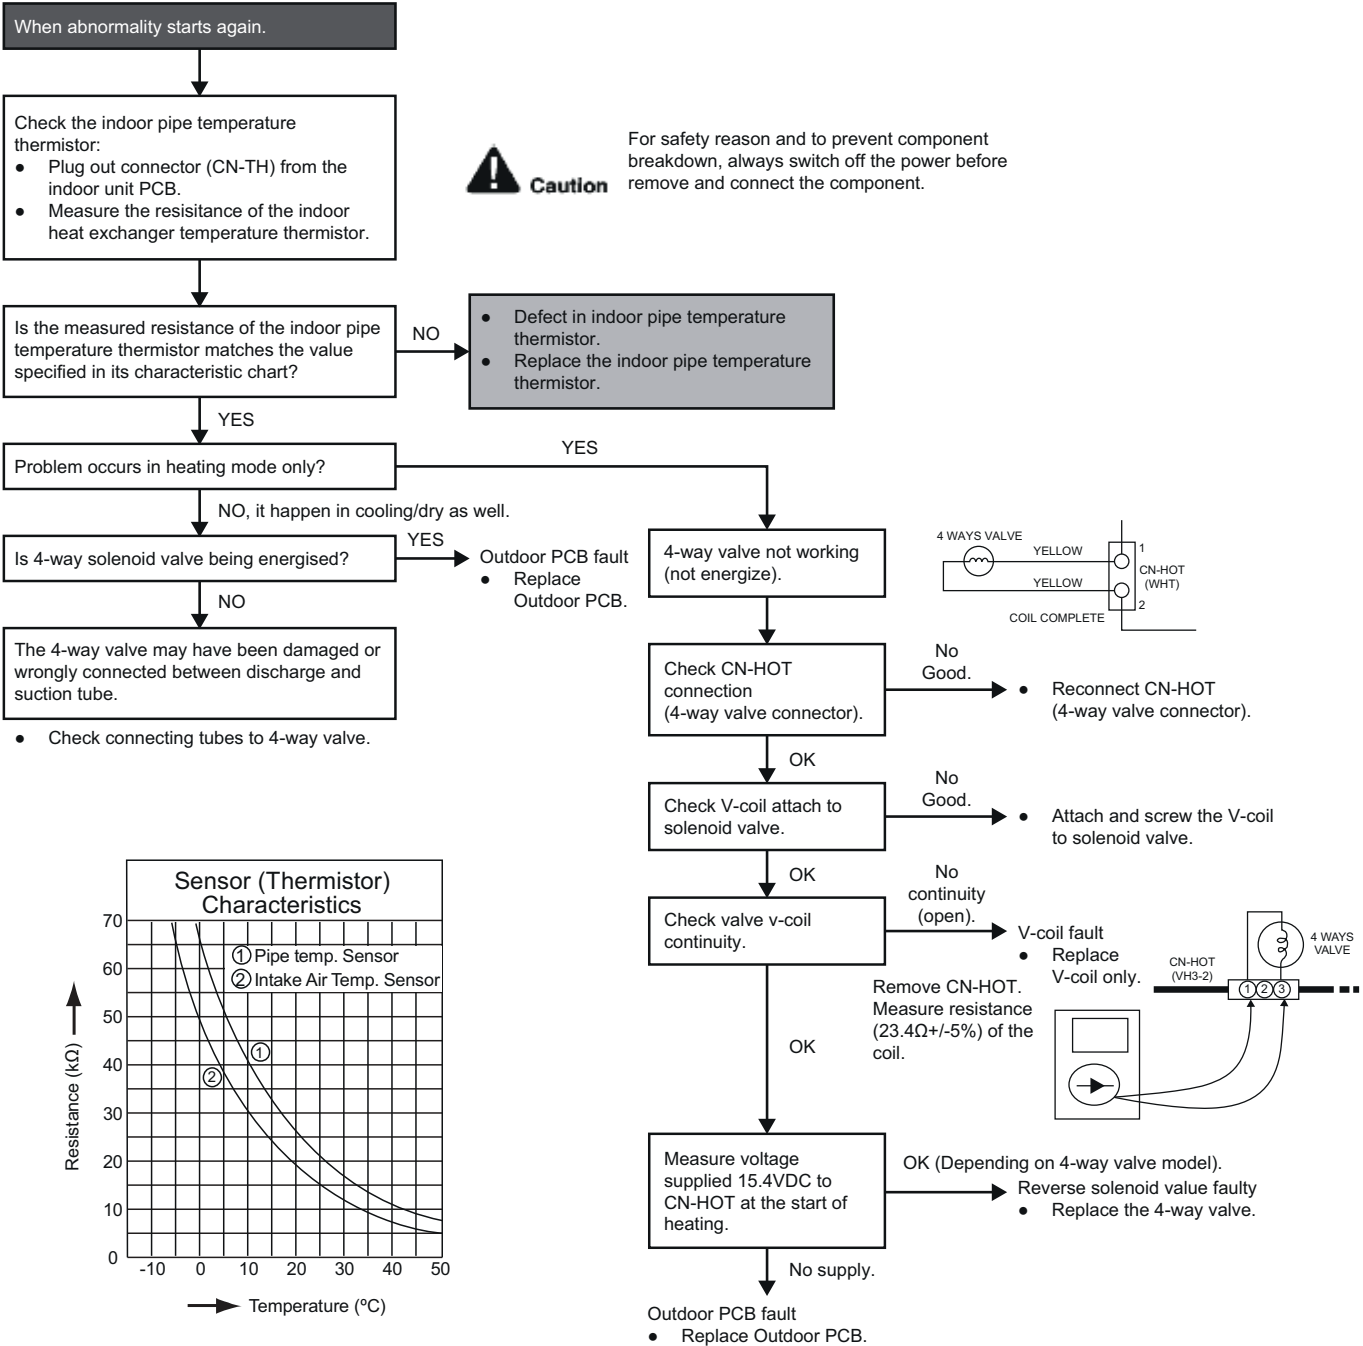 When abnormality starts again.
Check the indoor pipe temperature
thermistor:
● Plug out connector (CN-TH) from the
indoor unit PCB.
● Measure the resisitance of the indoor
heat exchanger temperature thermistor.
Caution
For safety reason and to prevent component
breakdown, always switch off the power before
remove and connect the component.
Is the measured resistance of the indoor pipe
temperature thermistor matches the value
specified in its characteristic chart?
NO
● Defect in indoor pipe temperature
thermistor.
● Replace the indoor pipe temperature
thermistor.
YES
Problem occurs in heating mode only?
YES
NO, it happen in cooling/dry as well.
Is 4-way solenoid valve being energised?
YES
Outdoor PCB fault
● Replace
Outdoor PCB.
NO
The 4-way valve may have been damaged or
wrongly connected between discharge and
suction tube.
● Check connecting tubes to 4-way valve.
4-way valve not working
(not energize).
4 WAYS VALVE
YELLOW
YELLOW
1
CN-HOT
(WHT)
2
COIL COMPLETE
Check CN-HOT
connection
(4-way valve connector).
No
Good.
● Reconnect CN-HOT
(4-way valve connector).
OK
Check V-coil attach to
solenoid valve.
No
Good.
● Attach and screw the V-coil
to solenoid valve.
OK
Check valve v-coil
continuity.
No
continuity
(open).
V-coil fault
● Replace
V-coil only.
Remove CN-HOT.
Measure resistance
(23.4Ω+/-5%) of the
coil.
4 WAYS
VALVE
CN-HOT
(VH3-2)
① ② ③
OK
Measure voltage
supplied 15.4VDC to
CN-HOT at the start of
heating.
OK (Depending on 4-way valve model).
Reverse solenoid value faulty
● Replace the 4-way valve.
No supply.
Outdoor PCB fault
● Replace Outdoor PCB.
Sensor (Thermistor)
Characteristics
① Pipe temp. Sensor
② Intake Air Temp. Sensor
①
②
Resistance (kΩ)
70
60
50
40
30
20
10
0
-10 0 10 20 30 40 50
Temperature (ºC)